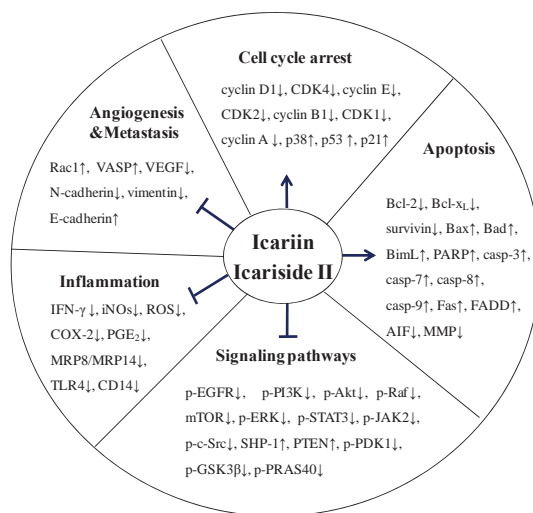 Cell cycle arrest
cyclin D1↓, CDK4↓, cyclin E↓,
CDK2↓, cyclin B1↓, CDK1↓,
cyclin A ↓, p38↑, p53 ↑, p21↑
Angiogenesis
&Metastasis
Rac1↑, VASP↑, VEGF↓,
N-cadherin↓, vimentin↓,
E-cadherin↑
Apoptosis
Bcl-2↓, Bcl-xL↓,
survivin↓, Bax↑, Bad↑,
BimL↑, PARP↑, casp-3↑,
casp-7↑, casp-8↑,
casp-9↑, Fas↑, FADD↑,
AIF↓, MMP↓
Icariin
Icariside II
Inflammation
IFN-γ↓, iNOs↓, ROS↓,
COX-2↓, PGE2↓,
MRP8/MRP14↓,
TLR4↓, CD14↓
Signaling pathways
p-EGFR↓, p-PI3K↓, p-Akt↓, p-Raf↓,
mTOR↓, p-ERK↓, p-STAT3↓, p-JAK2↓,
p-c-Src↓, SHP-1↑, PTEN↑, p-PDK1↓,
p-GSK3β↓, p-PRAS40↓